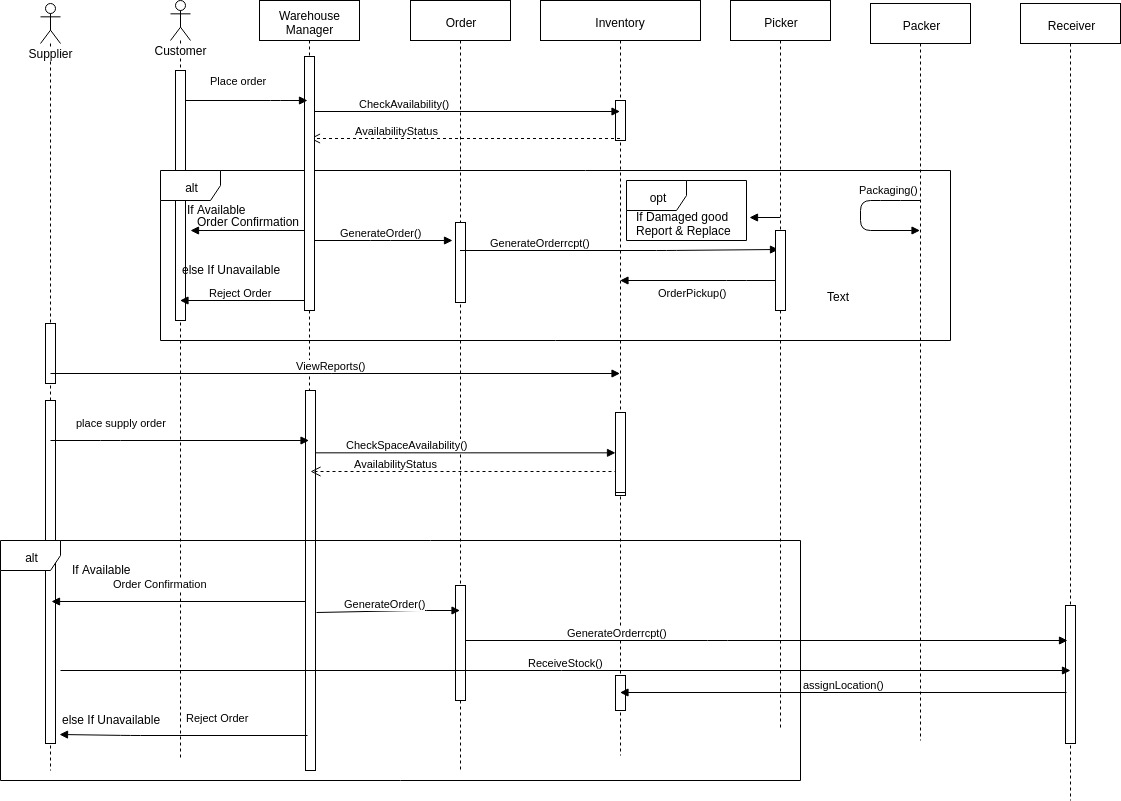 Supplier
Customer
Warehouse
Manager
Order
Inventory
Picker
Packer
Receiver
Place order
CheckAvailability()
AvailabilityStatus
alt
If Available
Order Confirmation
GenerateOrder()
GenerateOrderrcpt()
opt
If Damaged good
Report & Replace
Packaging()
else If Unavailable
Reject Order
OrderPickup()
Text
ViewReports()
place supply order
CheckSpaceAvailability()
AvailabilityStatus
alt
If Available
Order Confirmation
GenerateOrder()
GenerateOrderrcpt()
ReceiveStock()
assignLocation()
else If Unavailable
Reject Order